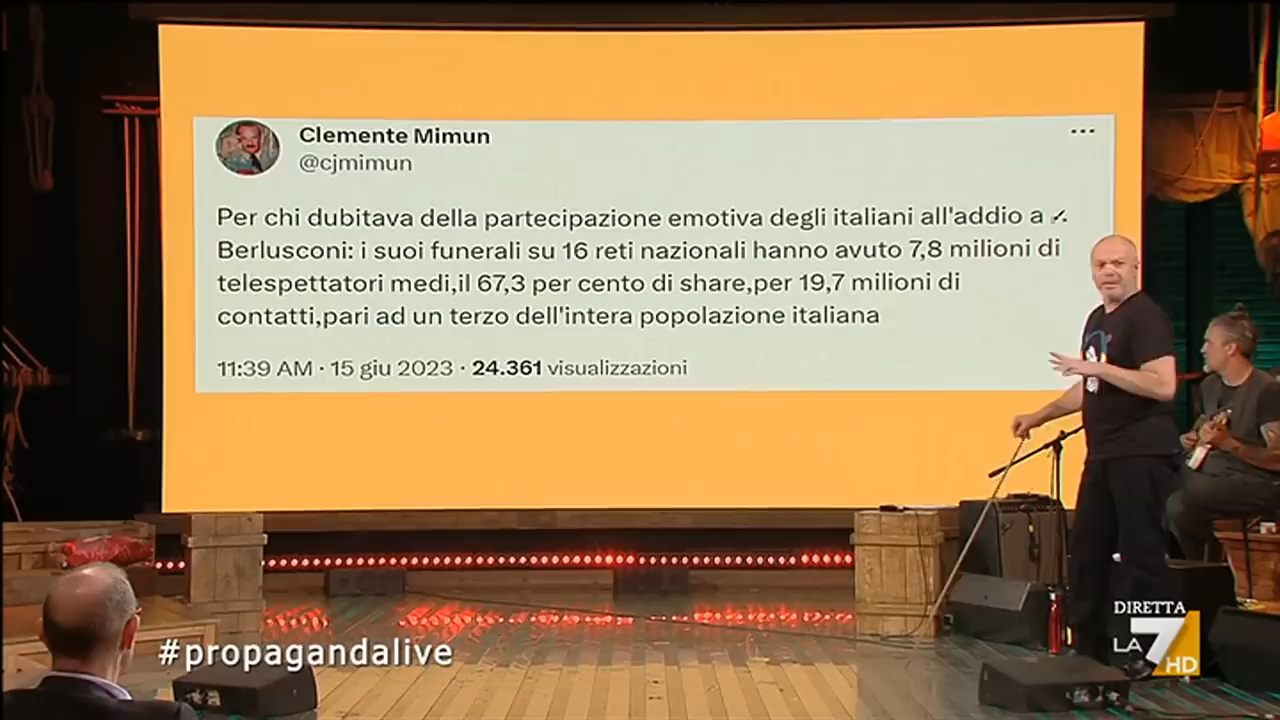 Clemente Mimun
@cjmimun
Per chi dubitava della partecipazione emotiva degli italiani all'addio a
Berlusconi: i suoi funerali su 16 reti nazionali hanno avuto 7,8 milioni di
telespettatori medi,il 67,3 per cento di share,per 19,7 milioni di
contatti,pari ad un terzo dell'intera popolazione italiana
11:39 AM · 15 giu 2023 · 24.361 visualizzazioni
#propagandalive
DIRETTA
LA 7 HD